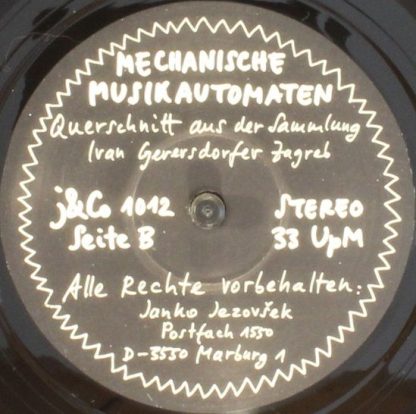 MECHANISCHE
MUSIKAUTOMATEN
Querschnitt aus der Sammlung
Ivan Gerersdorfer Zagreb
j&Co 1012 STEREO
Seite B 33 UpM
Alle Rechte vorbehalten:
Janko Jezovšek
Postfach 1550
D-3550 Marburg 1